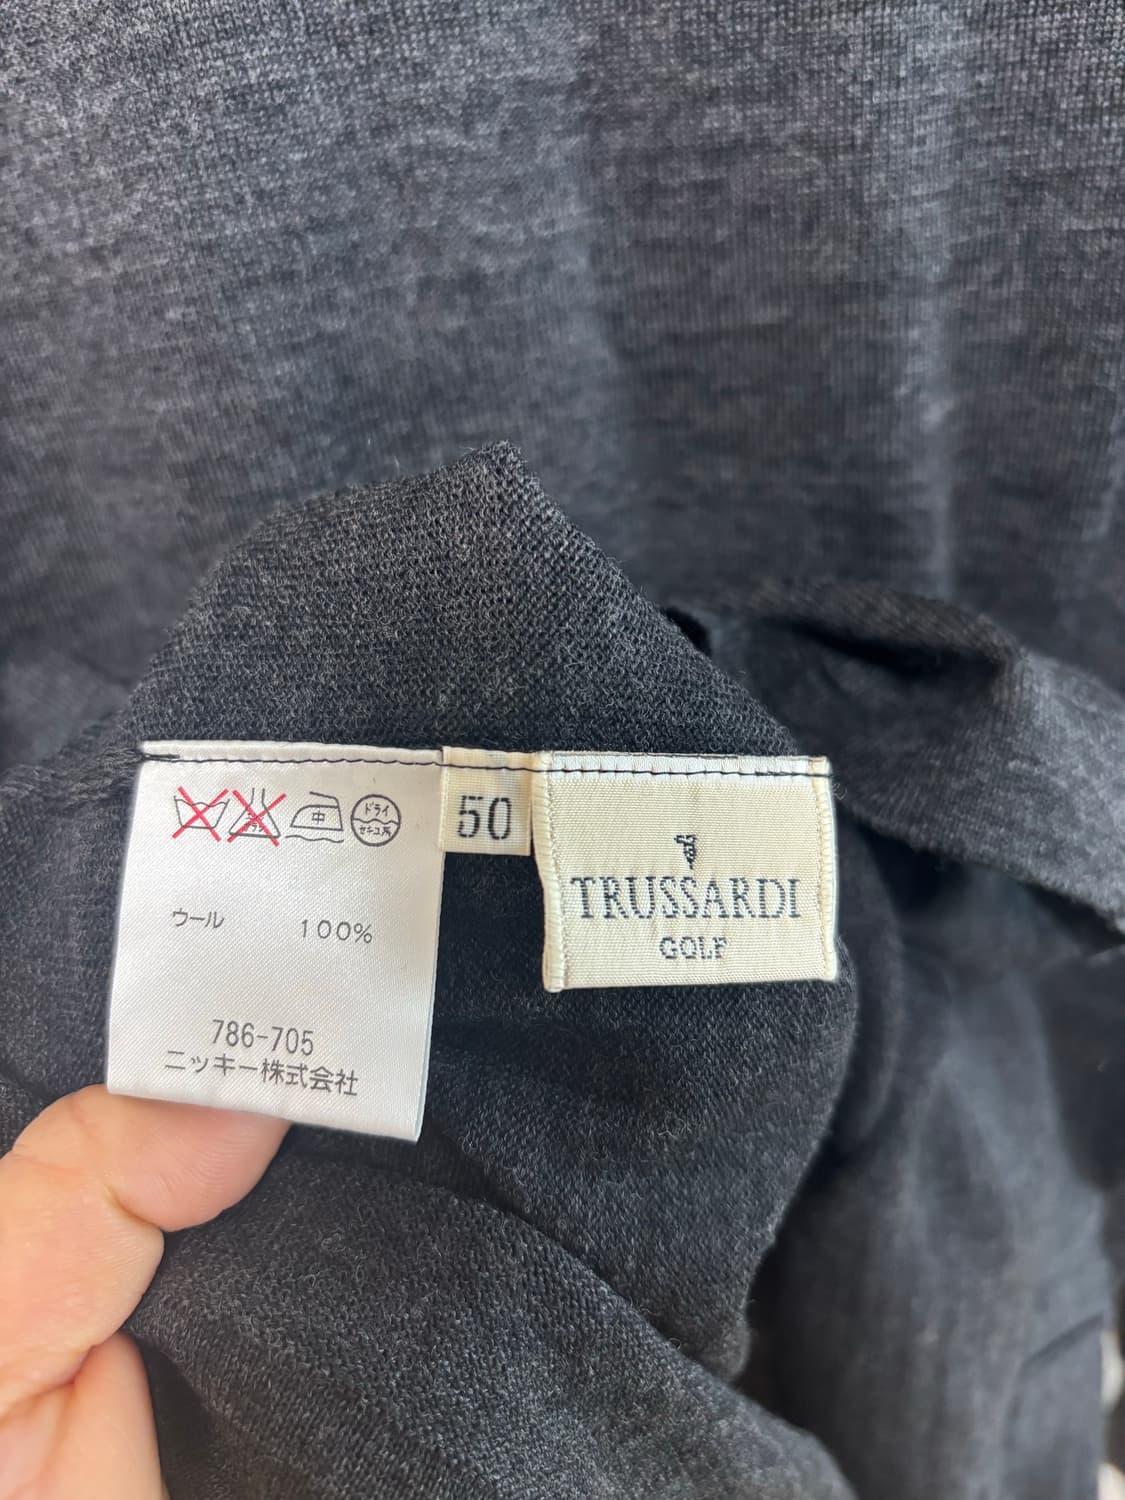 中
ドライ
セキユ系
ウール 100%
786-705
ニッキー株式会社
50
TRUSSARDI
GOLF